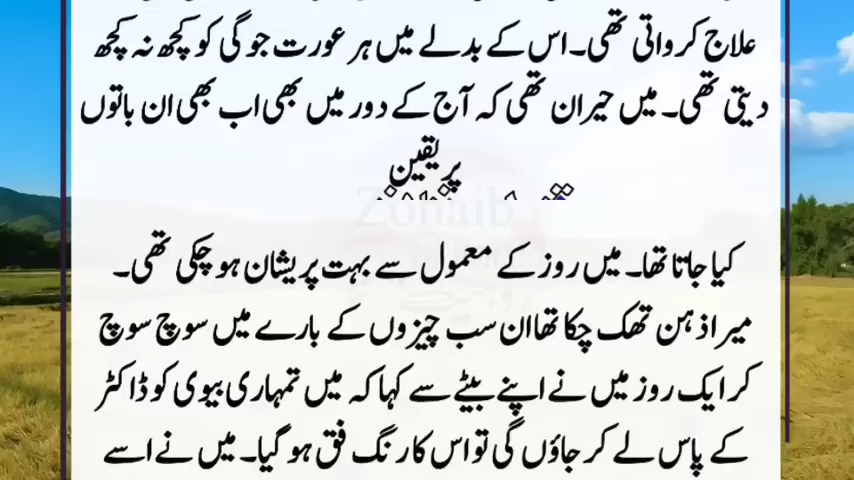 علاج کرواتی تھی۔ اس کے بدلے میں ہر عورت جوگی کو کچھ نہ کچھ
دیتی تھی۔ میں حیران تھی کہ آج کے دور میں بھی اب بھی ان باتوں
پر یقین
Zohaib
کیا جاتا تھا۔ میں روز کے معمول سے بہت پریشان ہو چکی تھی۔
میرا ذہن تھک چکا تھا ان سب چیزوں کے بارے میں سوچ سوچ
کر ایک روز میں نے اپنے بیٹے سے کہا کہ میں تمہاری بیوی کو ڈاکٹر
کے پاس لے کر جاؤں گی تو اس کا رنگ فق ہو گیا۔ میں نے اسے